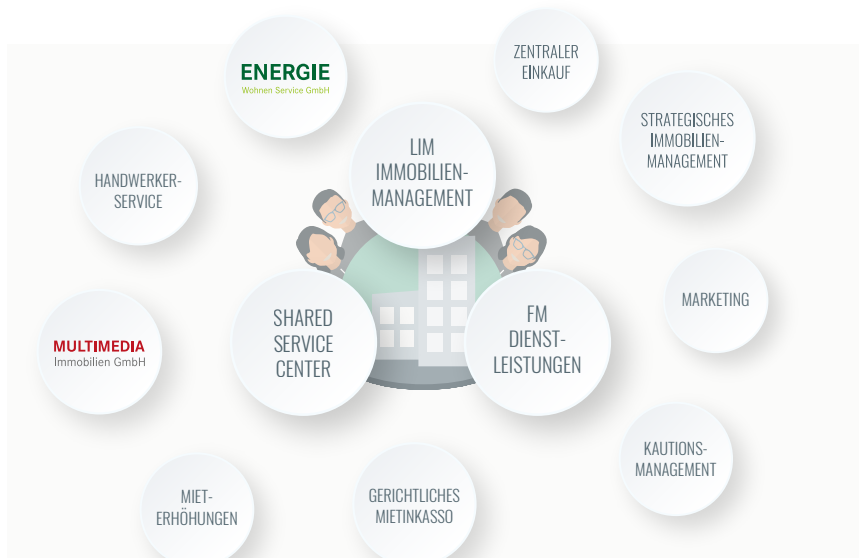 ENERGIE
Wohnen Service GmbH
ZENTRALER
EINKAUF
STRATEGISCHES
IMMOBILIEN-
MANAGEMENT
LIM
IMMOBILIEN-
MANAGEMENT
HANDWERKER-
SERVICE
MARKETING
SHARED
SERVICE
CENTER
FM
DIENST-
LEISTUNGEN
MULTIMEDIA
Immobilien GmbH
KAUTIONS-
MANAGEMENT
MIET-
ERHÖHUNGEN
GERICHTLICHES
MIETINKASSO